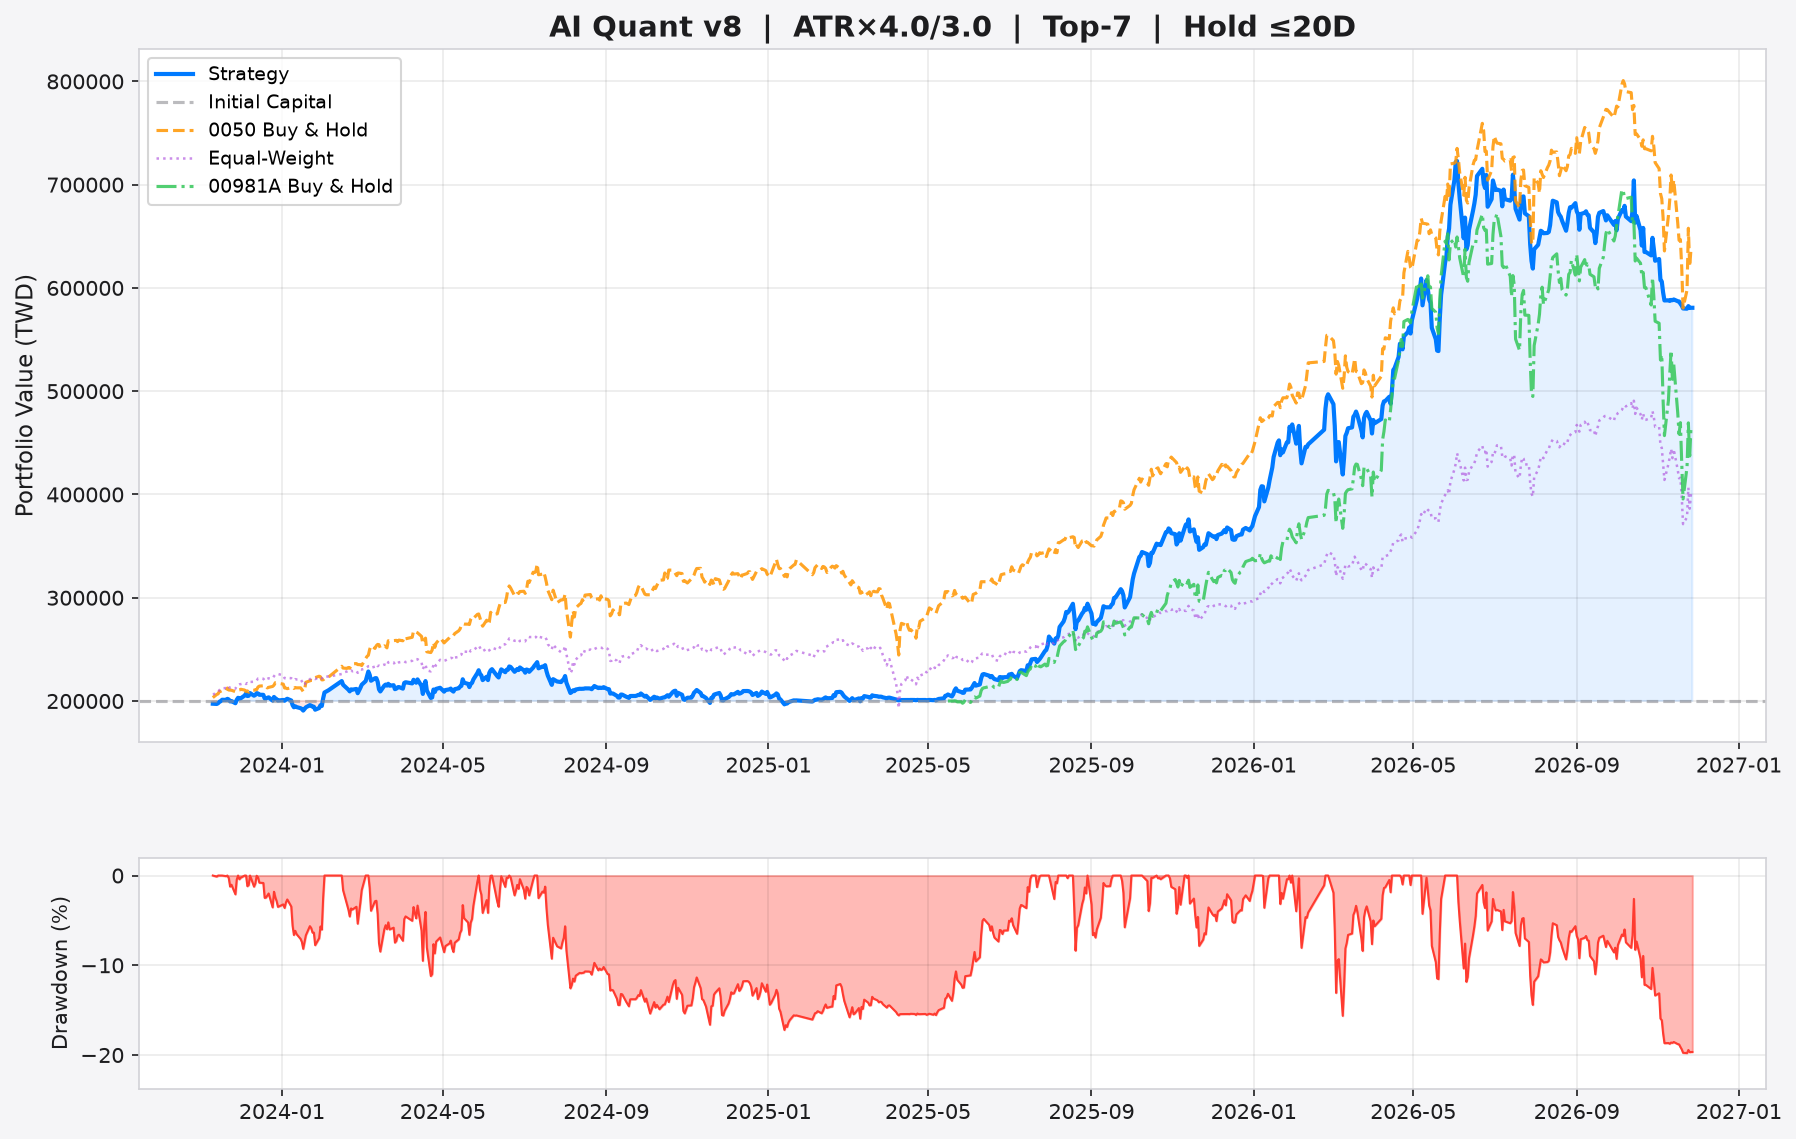 AI Quant v8 | ATR×4.0/3.0 | Top-7 | Hold ≤20D
Strategy
Initial Capital
0050 Buy & Hold
Equal-Weight
00981A Buy & Hold
Portfolio Value (TWD)
800000
700000
600000
500000
400000
300000
200000
2024-01 2024-05 2024-09 2025-01 2025-05 2025-09 2026-01 2026-05 2026-09 2027-01
Drawdown (%)
0
−10
−20
2024-01 2024-05 2024-09 2025-01 2025-05 2025-09 2026-01 2026-05 2026-09 2027-01